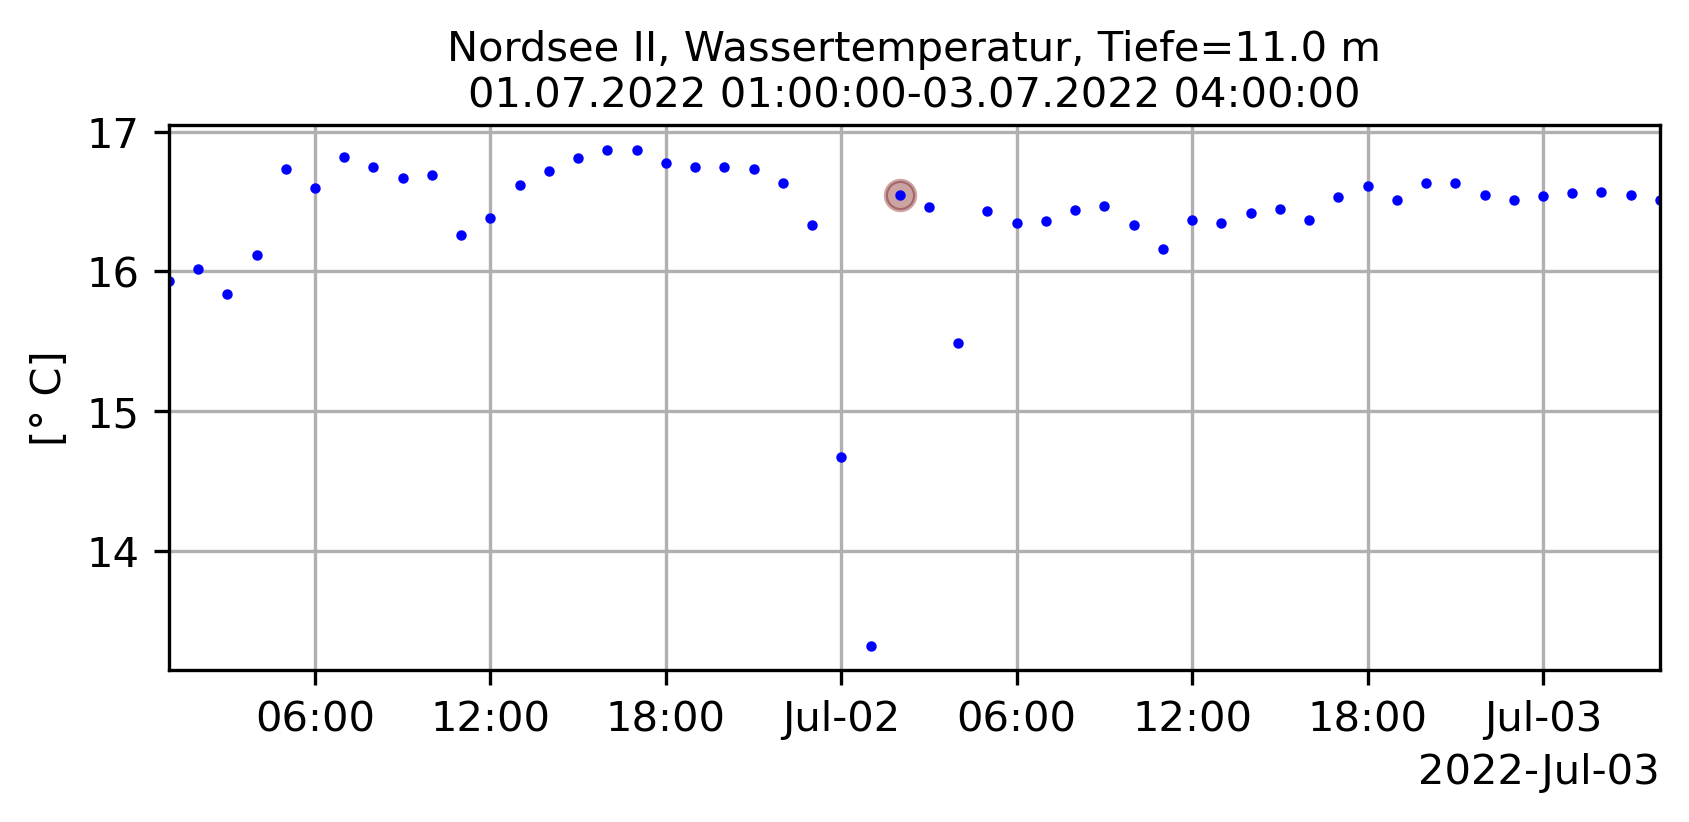 Nordsee II, Wassertemperatur, Tiefe=11.0 m
01.07.2022 01:00:00-03.07.2022 04:00:00
17
16
15
14
[° C]
06:00 12:00 18:00 Jul-02 06:00 12:00 18:00 Jul-03
2022-Jul-03